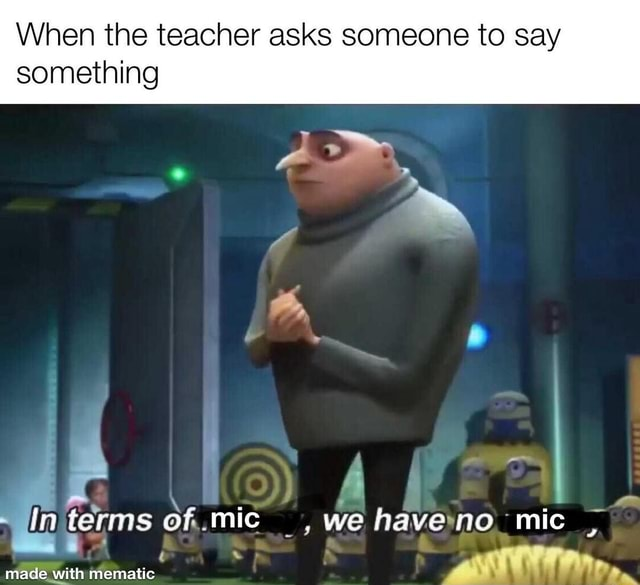 When the teacher asks someone to say
something
In terms of mic , we have no mic ,
made with mematic